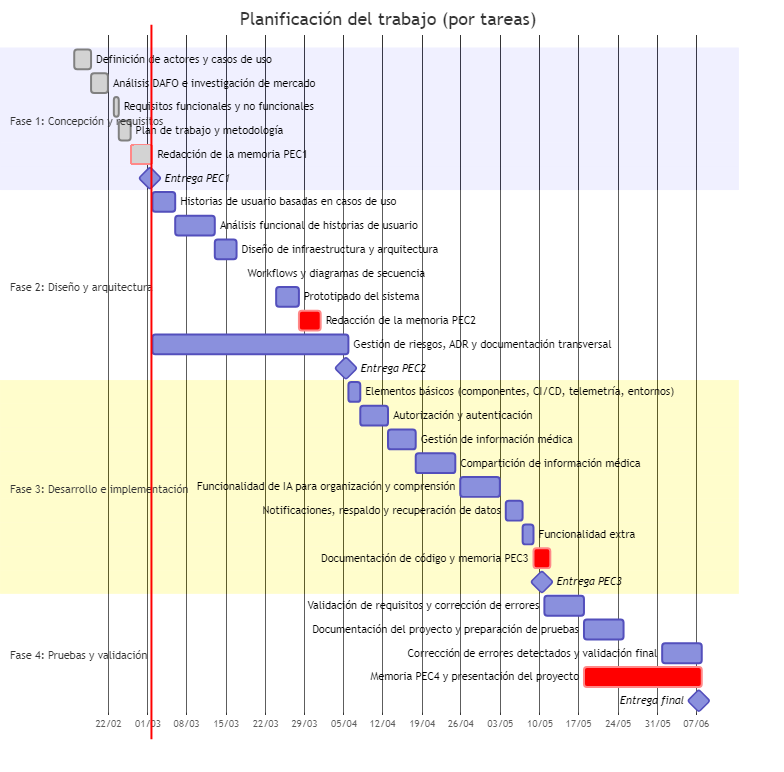 Planificación del trabajo (por tareas)
Definición de actores y casos de uso
Análisis DAFO e investigación de mercado
Requisitos funcionales y no funcionales
Fase 1: Concepción y requisitos
Plan de trabajo y metodología
Redacción de la memoria PEC1
Entrega PEC1
Historias de usuario basadas en casos de uso
Análisis funcional de historias de usuario
Diseño de infraestructura y arquitectura
Workflows y diagramas de secuencia
Fase 2: Diseño y arquitectura
Prototipado del sistema
Redacción de la memoria PEC2
Gestión de riesgos, ADR y documentación transversal
Entrega PEC2
Elementos básicos (componentes, CI/CD, telemetría, entornos)
Autorización y autenticación
Gestión de información médica
Compartición de información médica
Funcionalidad de IA para organización y comprensión
Fase 3: Desarrollo e implementación
Notificaciones, respaldo y recuperación de datos
Funcionalidad extra
Documentación de código y memoria PEC3
Entrega PEC3
Validación de requisitos y corrección de errores
Documentación del proyecto y preparación de pruebas
Corrección de errores detectados y validación final
Fase 4: Pruebas y validación
Memoria PEC4 y presentación del proyecto
Entrega final
22/02 01/03 08/03 15/03 22/03 29/03 05/04 12/04 19/04 26/04 03/05 10/05 17/05 24/05 31/05 07/06